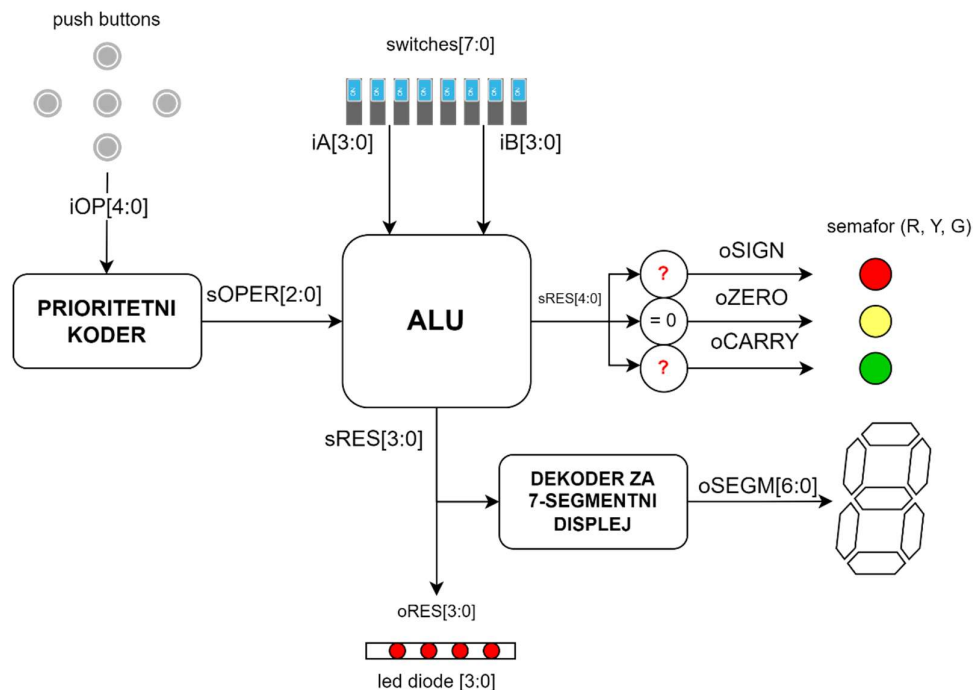 push buttons
switches[7:0]
iA[3:0]
iB[3:0]
iOP[4:0]
semafor (R, Y, G)
PRIORITETNI
KODER
sOPER[2:0]
ALU
sRES[4:0]
?
oSIGN
= 0
oZERO
?
oCARRY
sRES[3:0]
DEKODER ZA
7-SEGMENTNI
DISPLEJ
oSEGM[6:0]
oRES[3:0]
led diode [3:0]